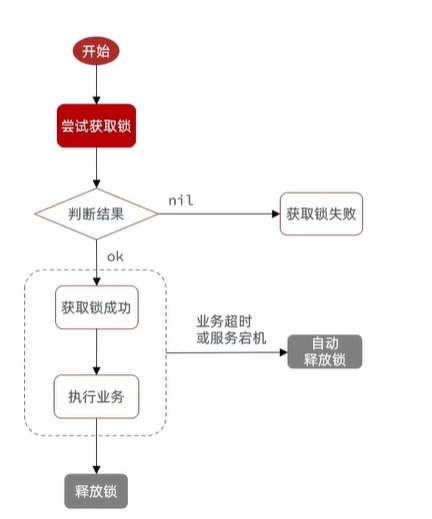 开始
尝试获取锁
判断结果
nil
获取锁失败
ok
获取锁成功
业务超时
或服务宕机
自动
释放锁
执行业务
释放锁